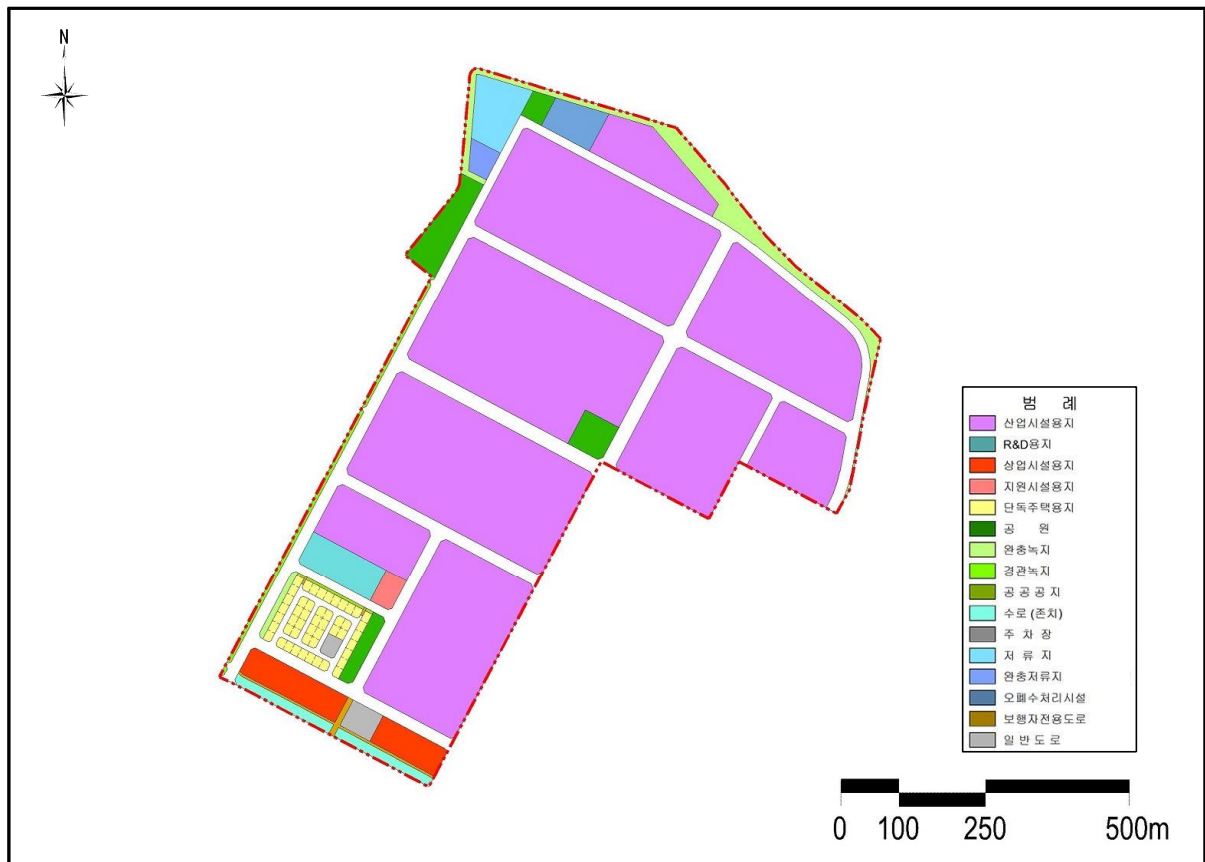 N
범 례
산업시설용지
R&D용지
상업시설용지
지원시설용지
단독주택용지
공 원
완충녹지
경관녹지
공 공 공 지
수로 (존치)
주 차 장
저 류 지
완충저류지
오폐수처리시설
보행자전용도로
일 반 도 로
0 100 250 500m